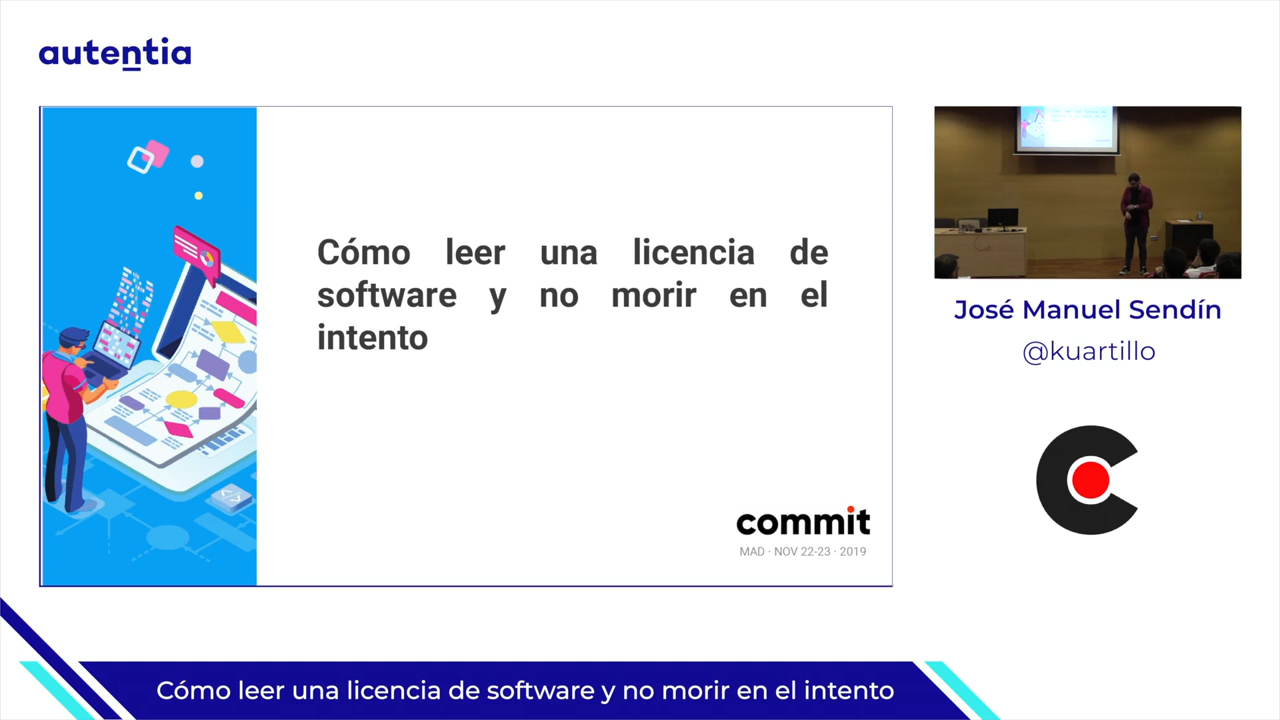 autentia
Cómo leer una licencia de
software y no morir en el
intento
commit
MAD · NOV 22-23 · 2019
José Manuel Sendín
@kuartillo
Cómo leer una licencia de software y no morir en el intento